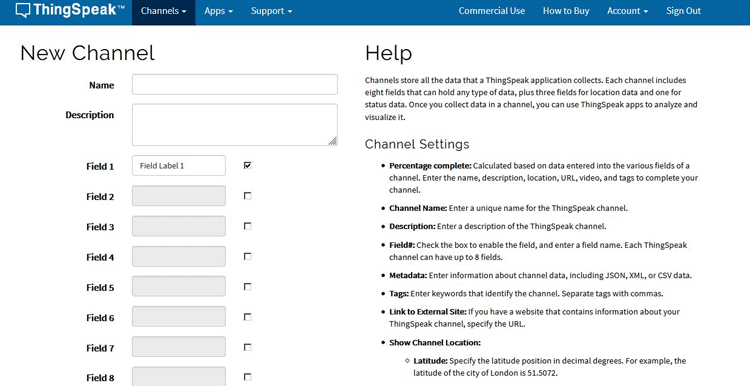 ThingSpeak™ Channels Apps Support Commercial Use How to Buy Account Sign Out
New Channel
Name
Description
Field 1 Field Label 1
Field 2
Field 3
Field 4
Field 5
Field 6
Field 7
Field 8
Help
Channels store all the data that a ThingSpeak application collects. Each channel includes
eight fields that can hold any type of data, plus three fields for location data and one for
status data. Once you collect data in a channel, you can use ThingSpeak apps to analyze and
visualize it.
Channel Settings
• Percentage complete: Calculated based on data entered into the various fields of a
channel. Enter the name, description, location, URL, video, and tags to complete your
channel.
• Channel Name: Enter a unique name for the ThingSpeak channel.
• Description: Enter a description of the ThingSpeak channel.
• Field#: Check the box to enable the field, and enter a field name. Each ThingSpeak
channel can have up to 8 fields.
• Metadata: Enter information about channel data, including JSON, XML, or CSV data.
• Tags: Enter keywords that identify the channel. Separate tags with commas.
• Link to External Site: If you have a website that contains information about your
ThingSpeak channel, specify the URL.
• Show Channel Location:
○ Latitude: Specify the latitude position in decimal degrees. For example, the
latitude of the city of London is 51.5072.